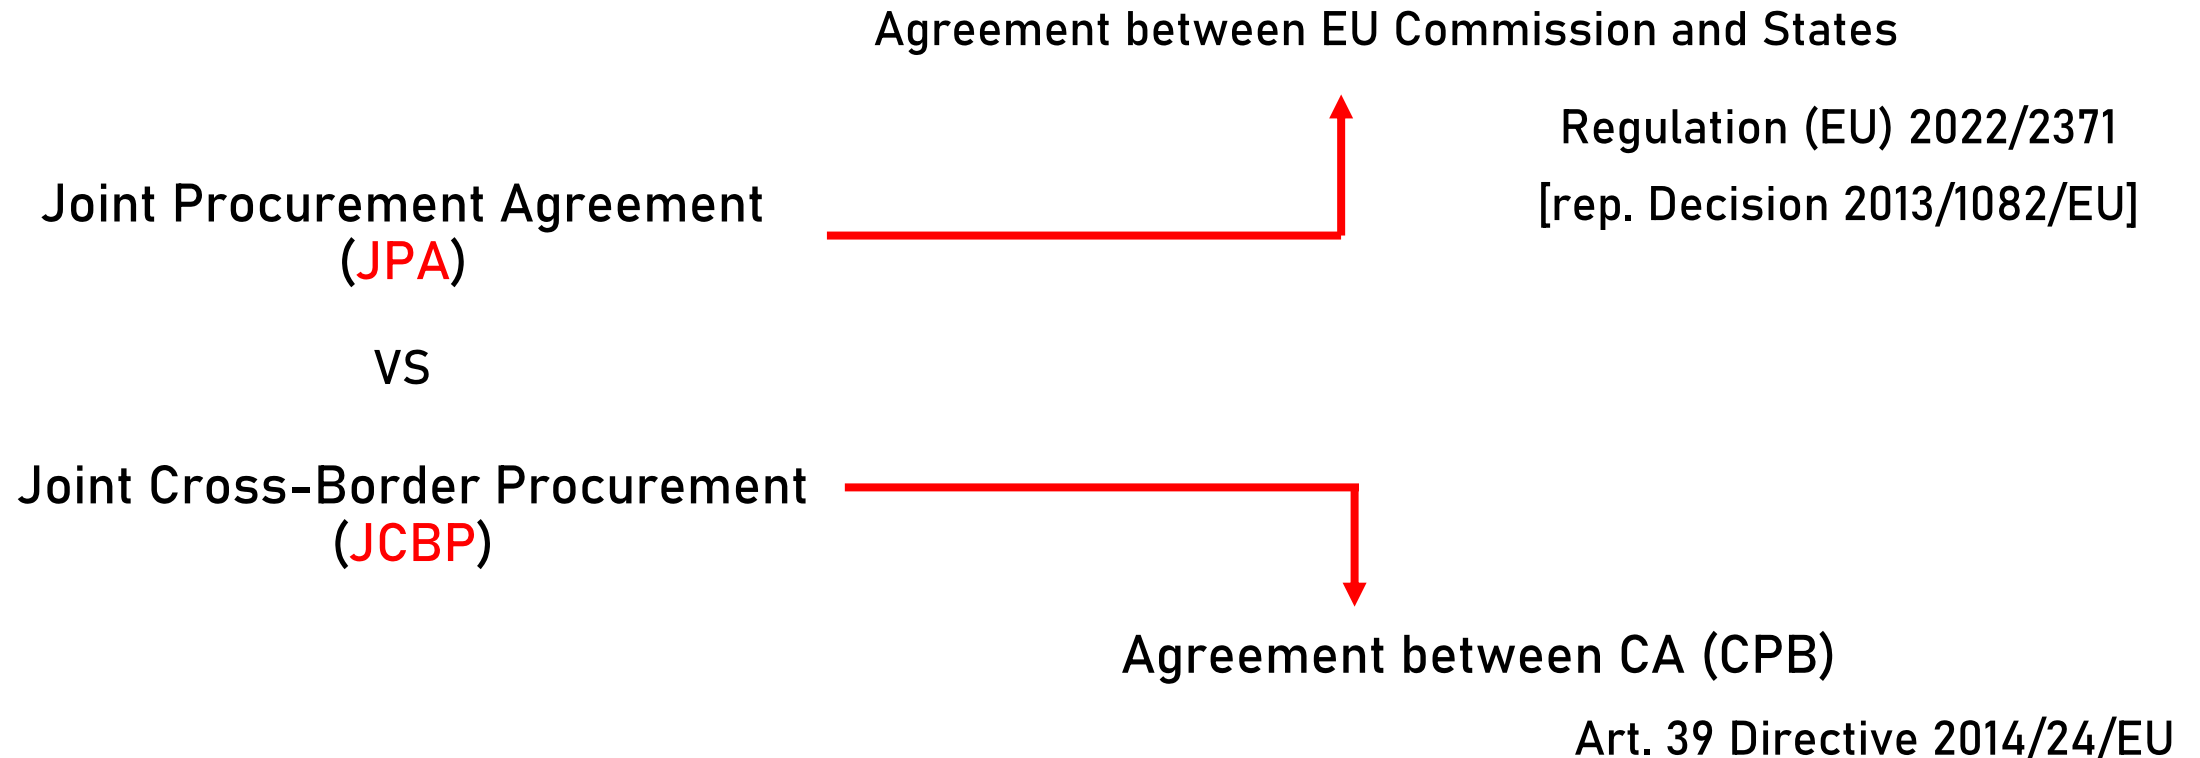 Agreement between EU Commission and States
Regulation (EU) 2022/2371
[rep. Decision 2013/1082/EU]
Joint Procurement Agreement
(JPA)
VS
Joint Cross-Border Procurement
(JCBP)
Agreement between CA (CPB)
Art. 39 Directive 2014/24/EU